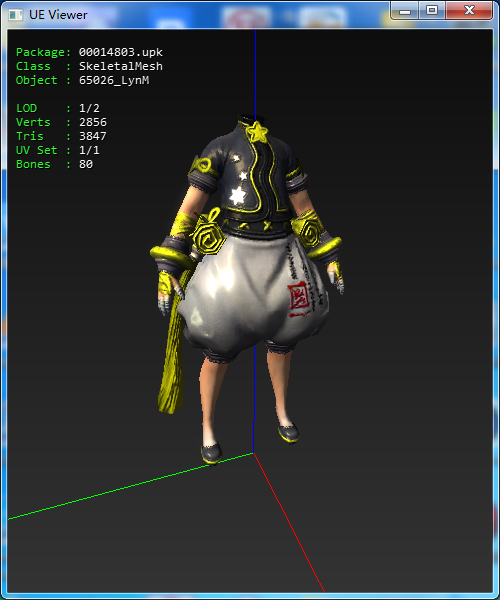 UE Viewer
Package: 00014803.upk
Class : SkeletalMesh
Object : 65026_LynM
LOD : 1/2
Verts : 2856
Tris : 3847
UV Set : 1/1
Bones : 80